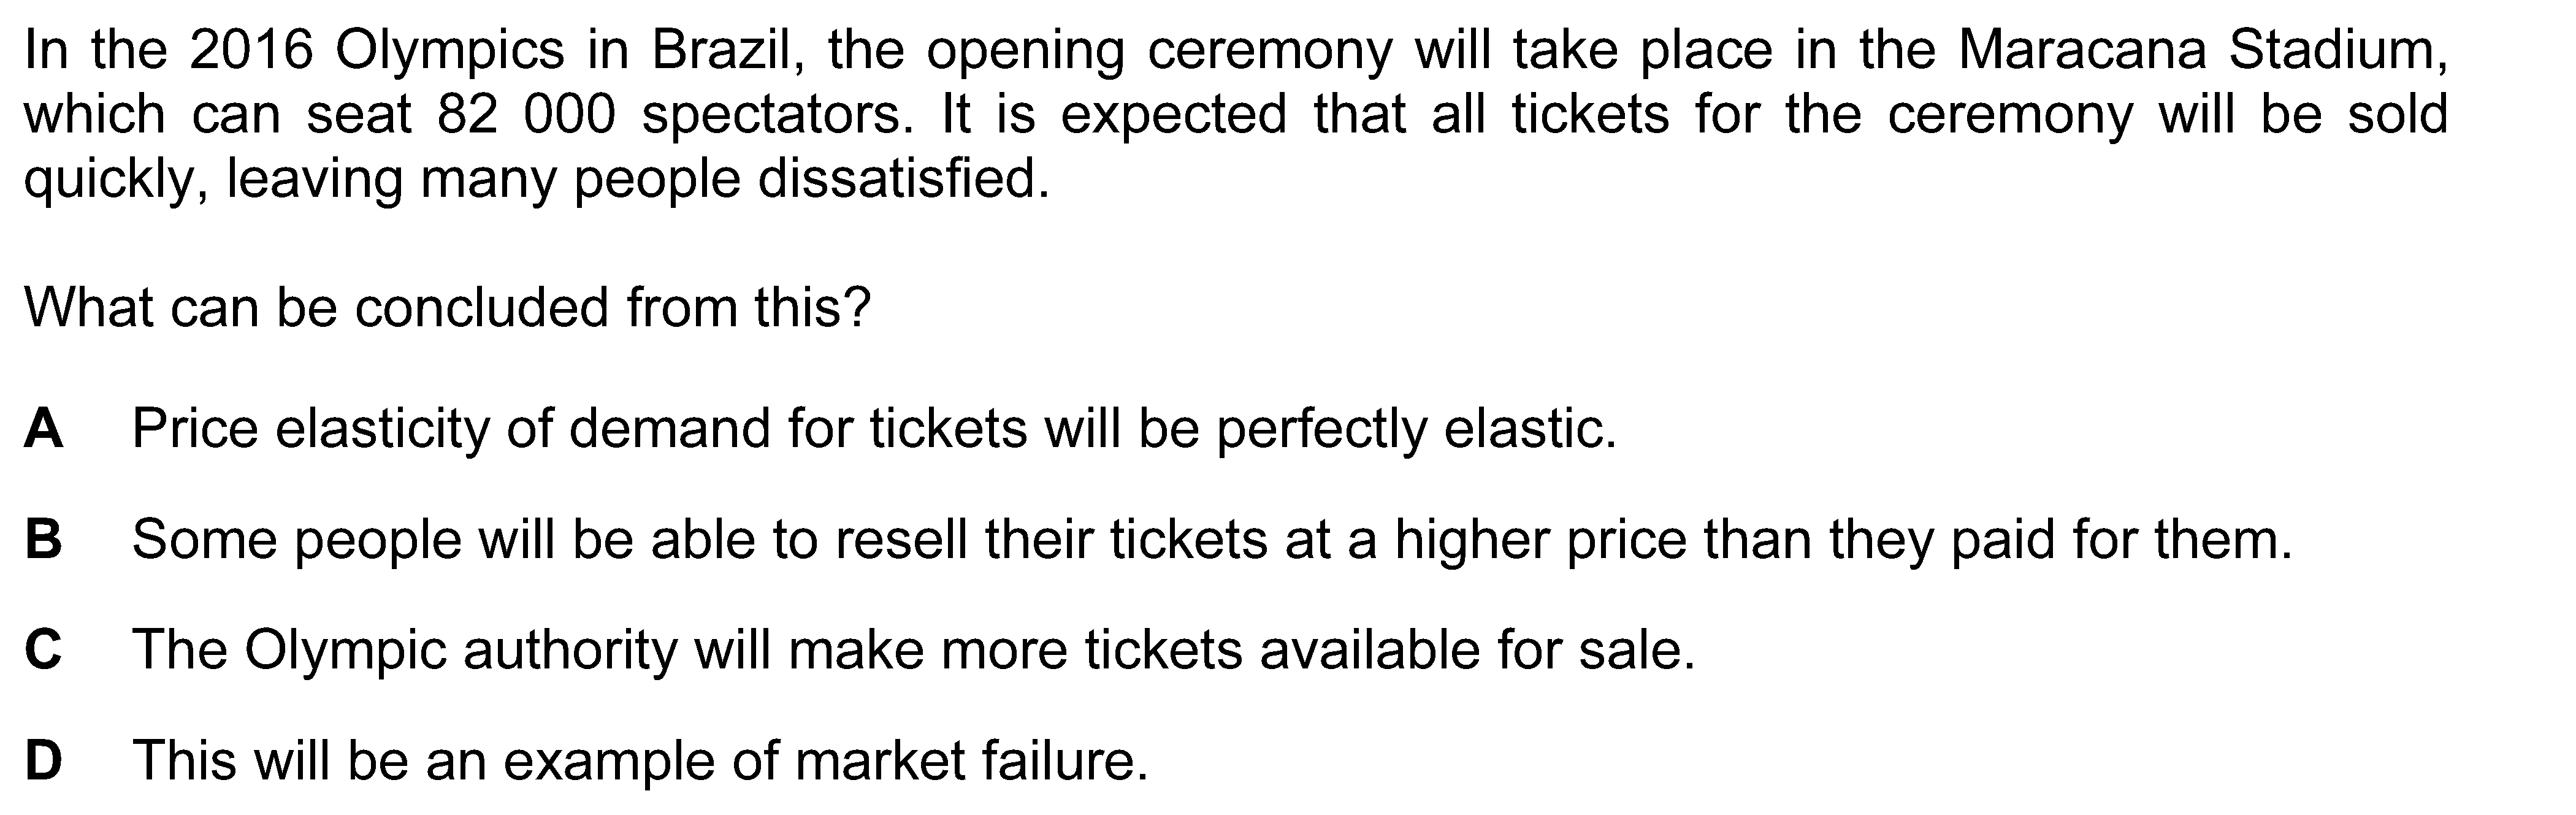 In the 2016 Olympics in Brazil, the opening ceremony will take place in the Maracana Stadium,
which can seat 82 000 spectators. It is expected that all tickets for the ceremony will be sold
quickly, leaving many people dissatisfied.
What can be concluded from this?
A Price elasticity of demand for tickets will be perfectly elastic.
B Some people will be able to resell their tickets at a higher price than they paid for them.
C The Olympic authority will make more tickets available for sale.
D This will be an example of market failure.